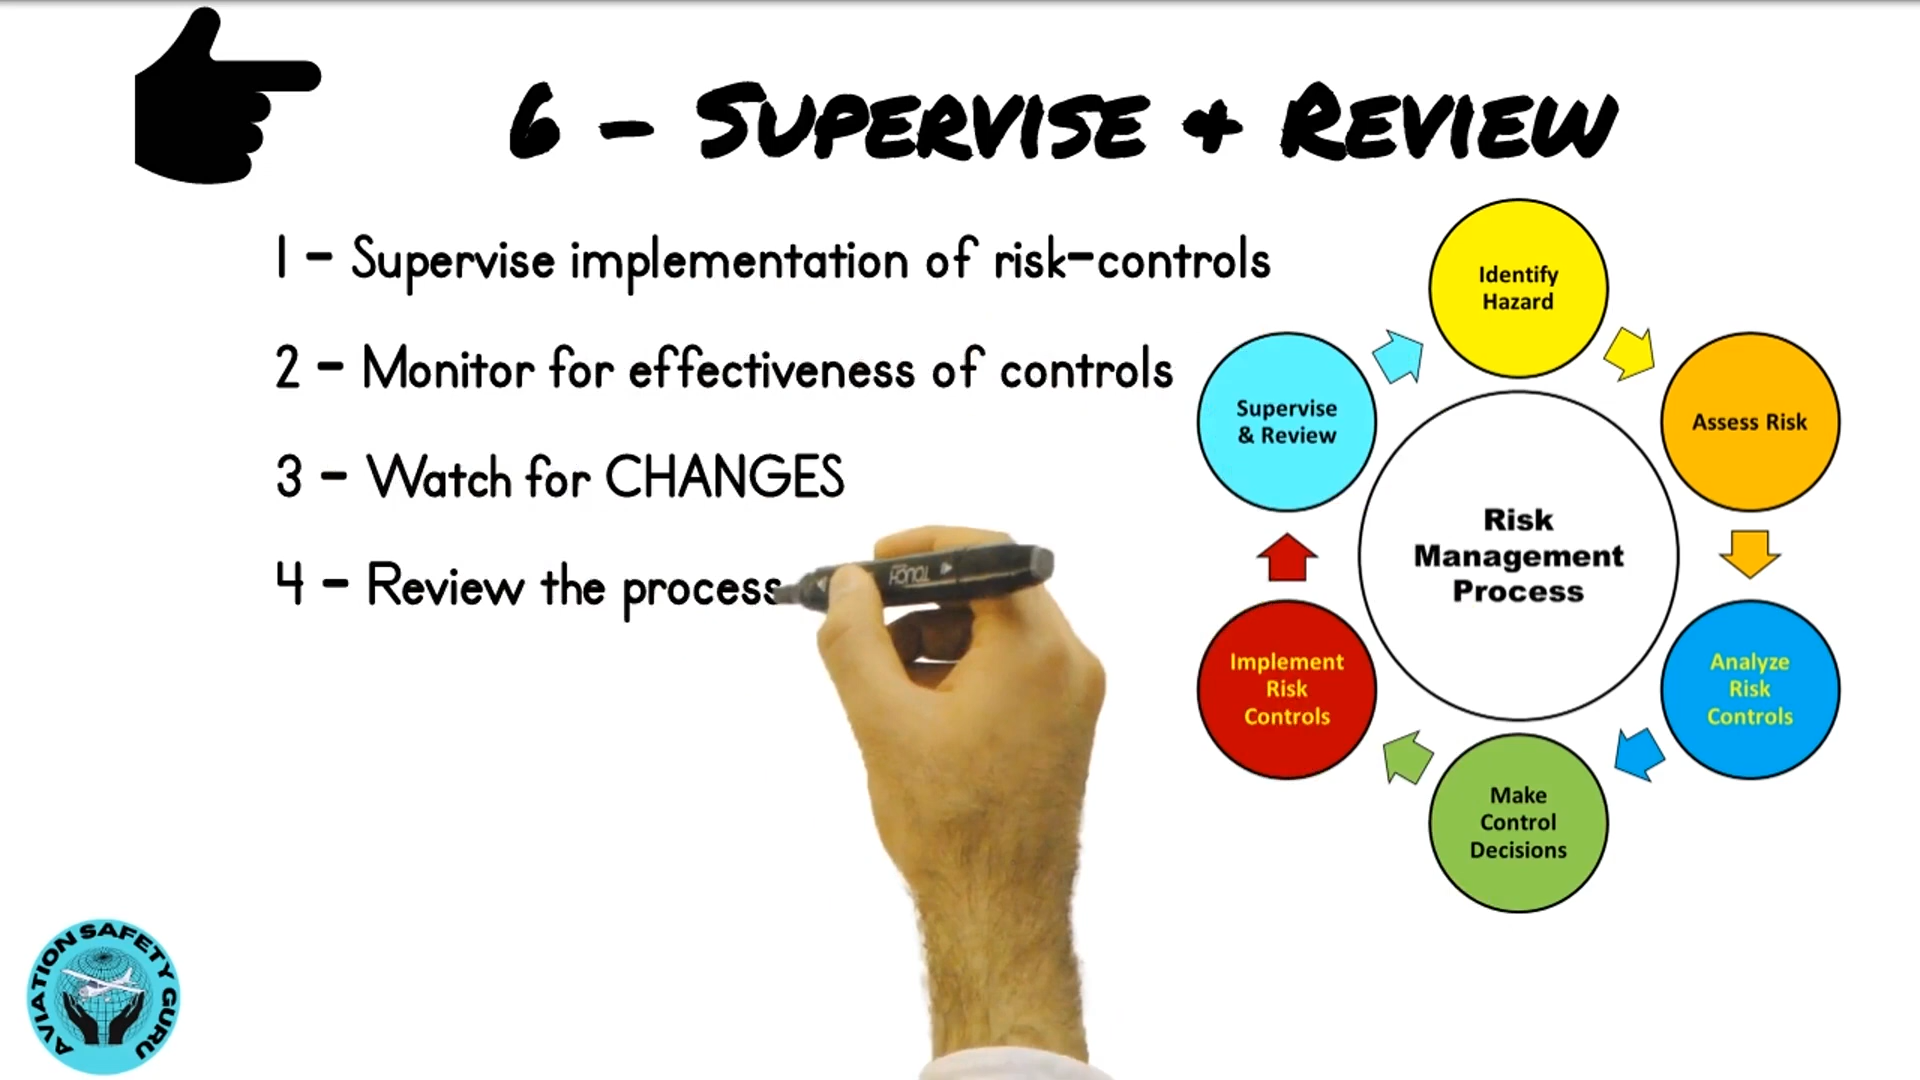 6 - SUPERVISE & REVIEW
1 - Supervise implementation of risk-controls
2 - Monitor for effectiveness of controls
3 - Watch for CHANGES
4 - Review the process
Identify
Hazard
Assess Risk
Analyze
Risk
Controls
Make
Control
Decisions
Implement
Risk
Controls
Supervise
& Review
Risk
Management
Process
TOUCH
AVIATION SAFETY GURU